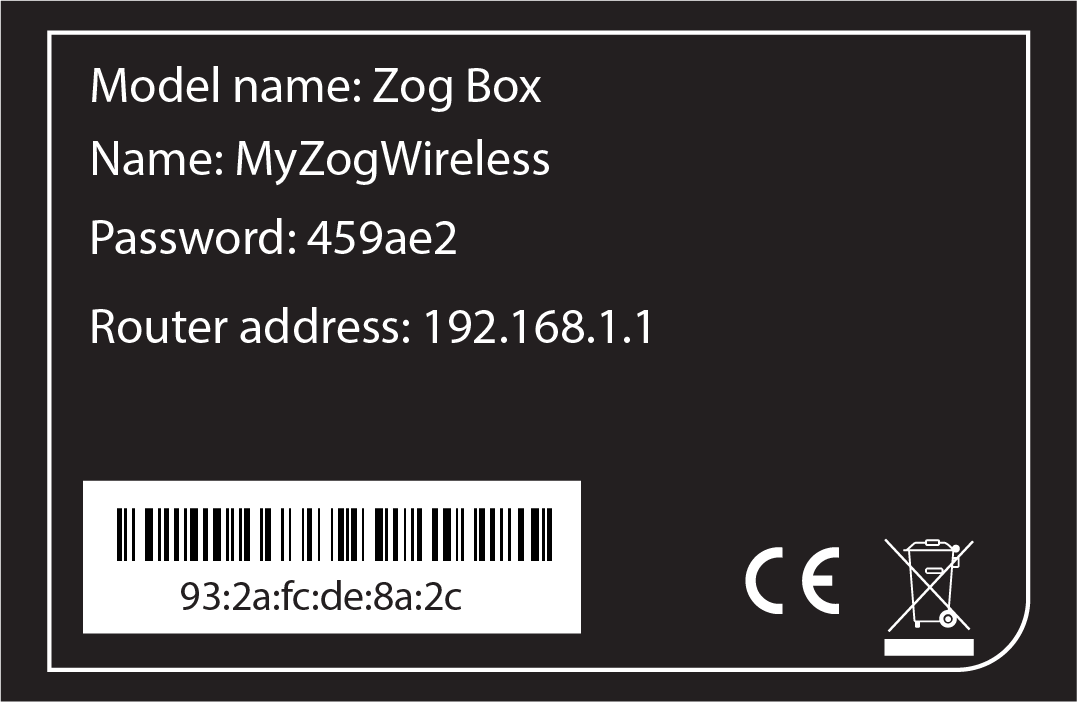 Model name: Zog Box
Name: MyZogWireless
Password: 459ae2
Router address: 192.168.1.1
93:2a:fc:de:8a:2c
CE